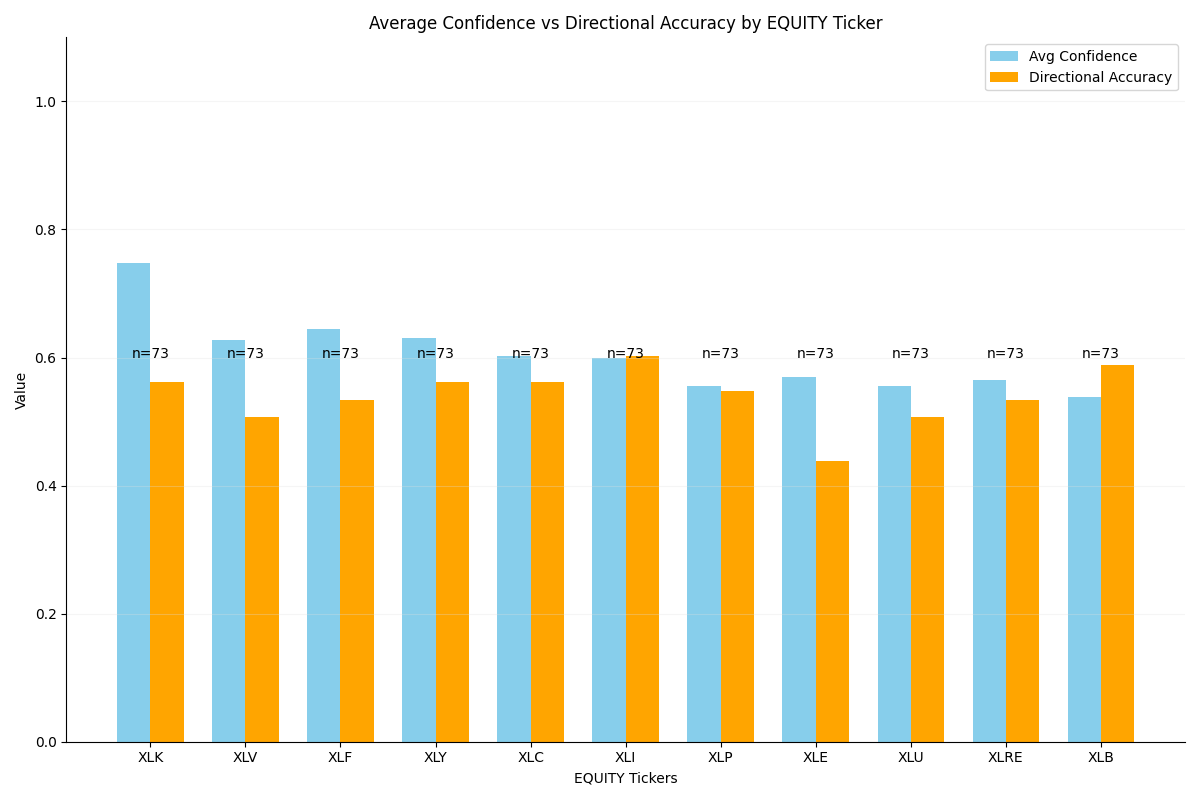 Average Confidence vs Directional Accuracy by EQUITY Ticker
Avg Confidence
Directional Accuracy
Value
1.0
0.8
0.6
0.4
0.2
0.0
n=73 n=73 n=73 n=73 n=73 n=73 n=73 n=73 n=73 n=73 n=73
XLK XLV XLF XLY XLC XLI XLP XLE XLU XLRE XLB
EQUITY Tickers